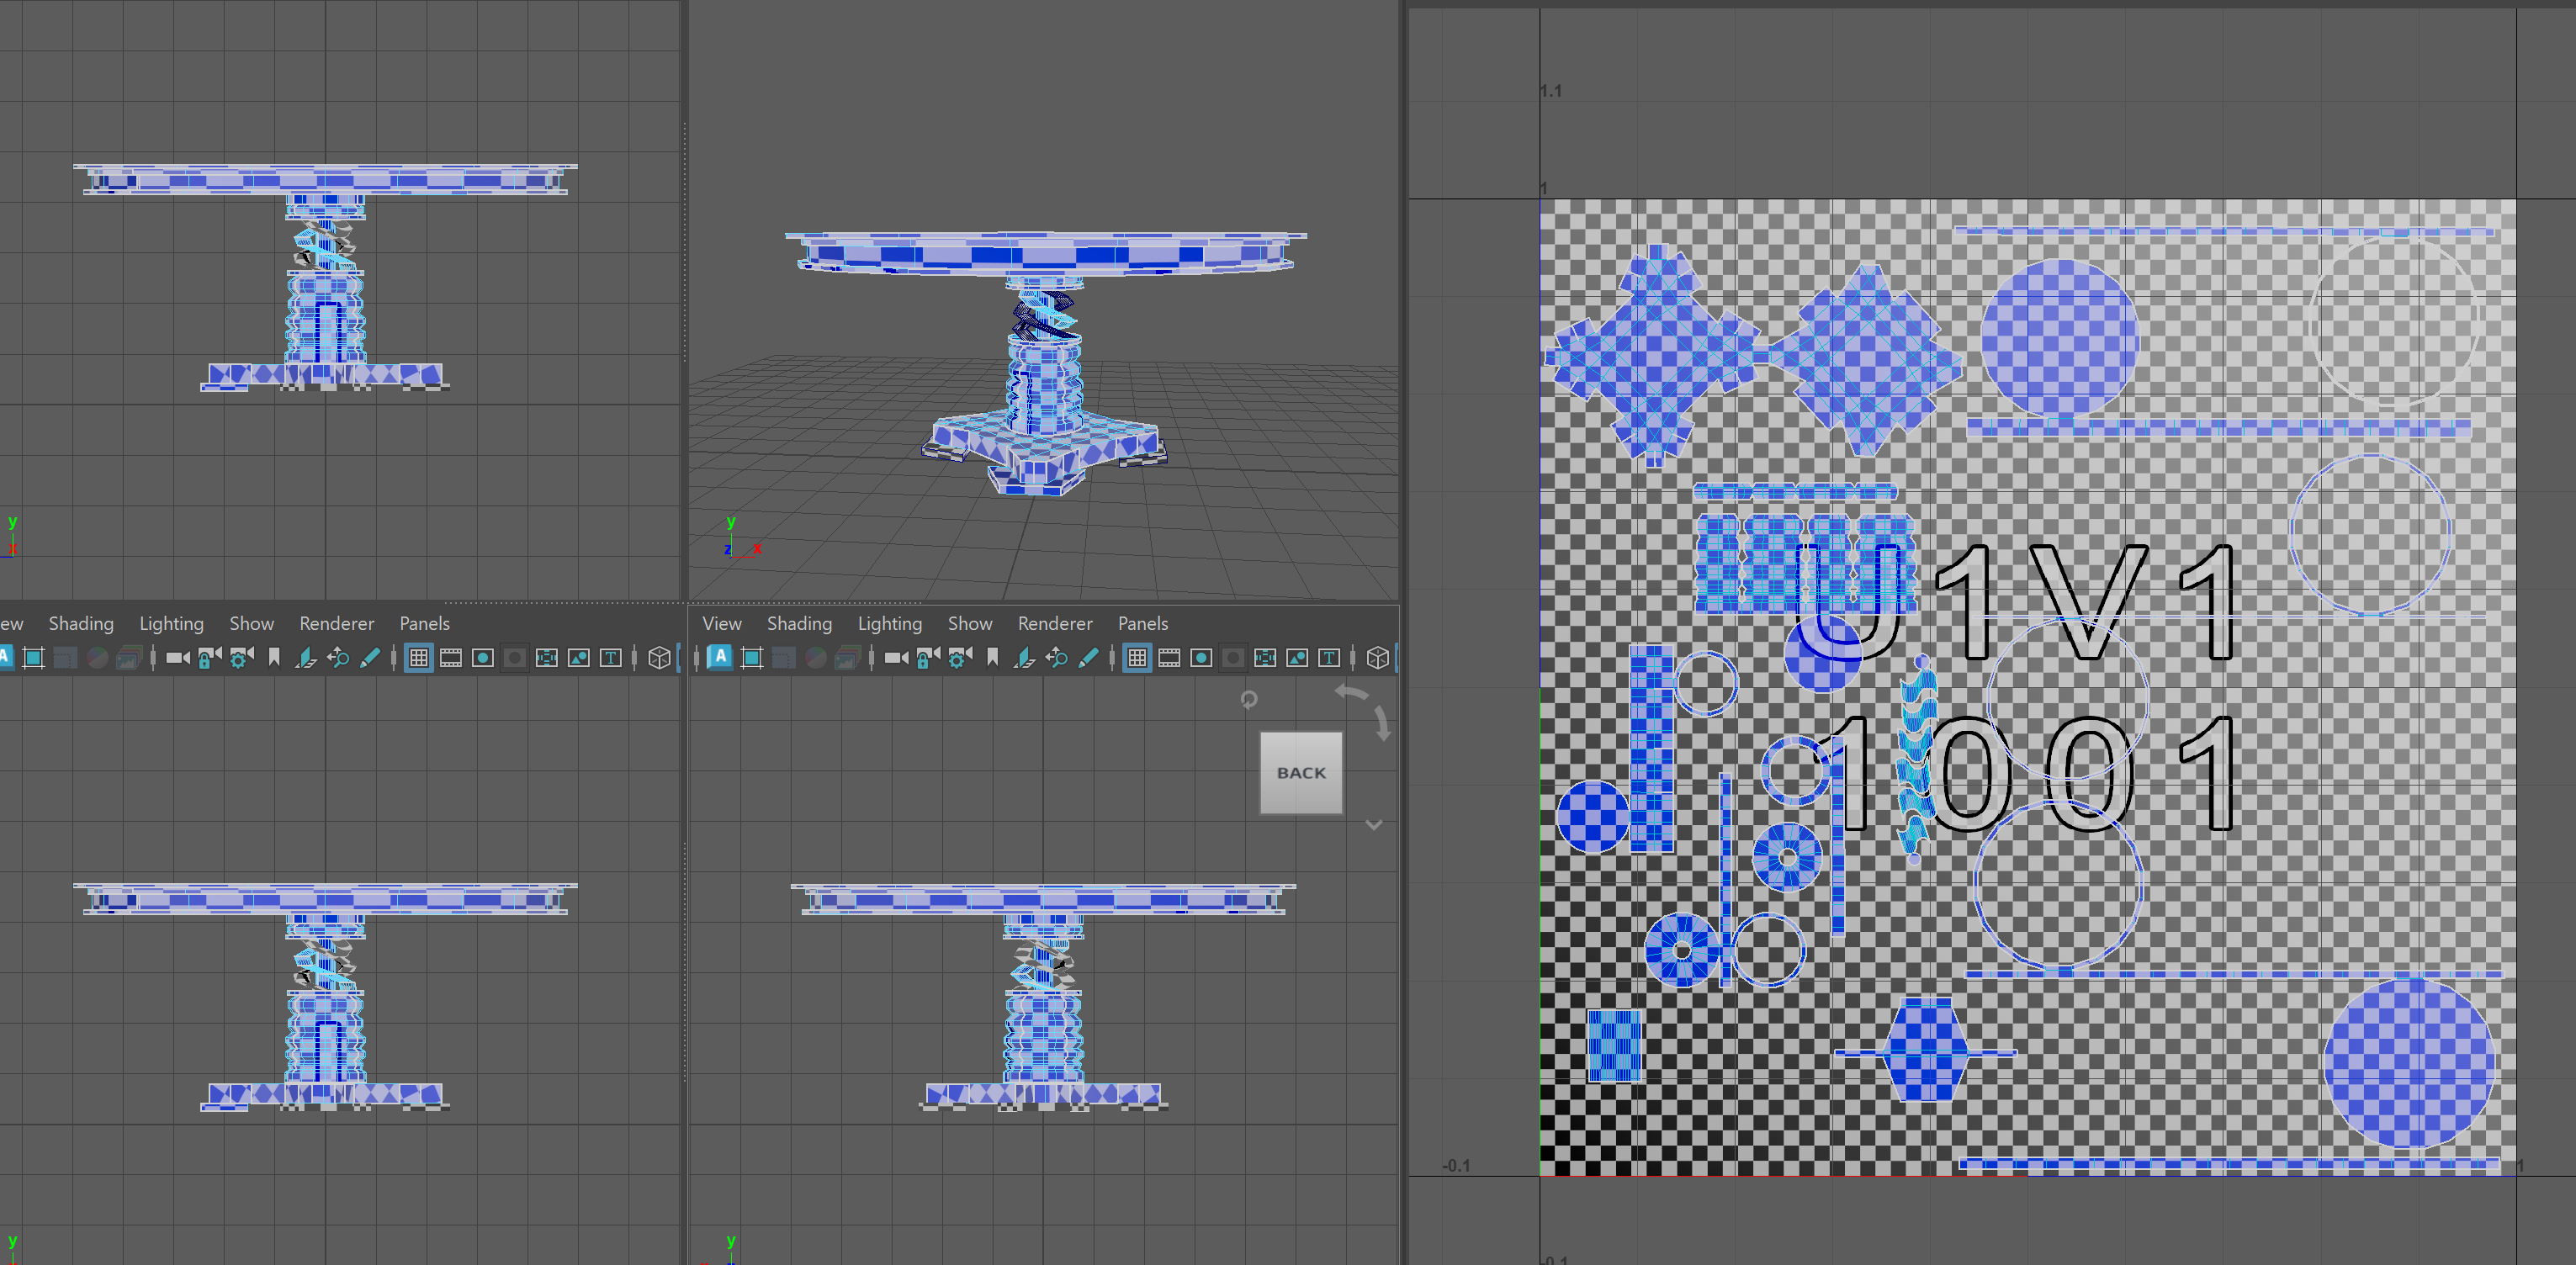 1.1
1
y
x
y
z
x
ew Shading Lighting Show Renderer Panels
View Shading Lighting Show Renderer Panels
A
T
A
T
U1V1
1001
BACK
-0.1
1
y
y
-0.1